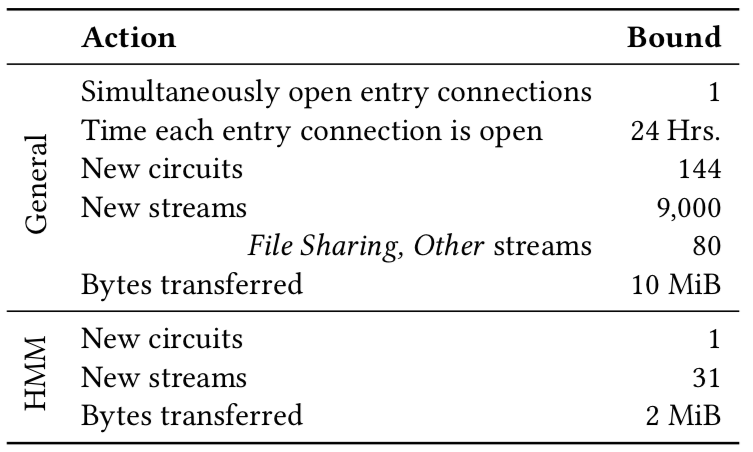 Action Bound
General
Simultaneously open entry connections 1
Time each entry connection is open 24 Hrs.
New circuits 144
New streams 9,000
File Sharing, Other streams 80
Bytes transferred 10 MiB
HMM
New circuits 1
New streams 31
Bytes transferred 2 MiB